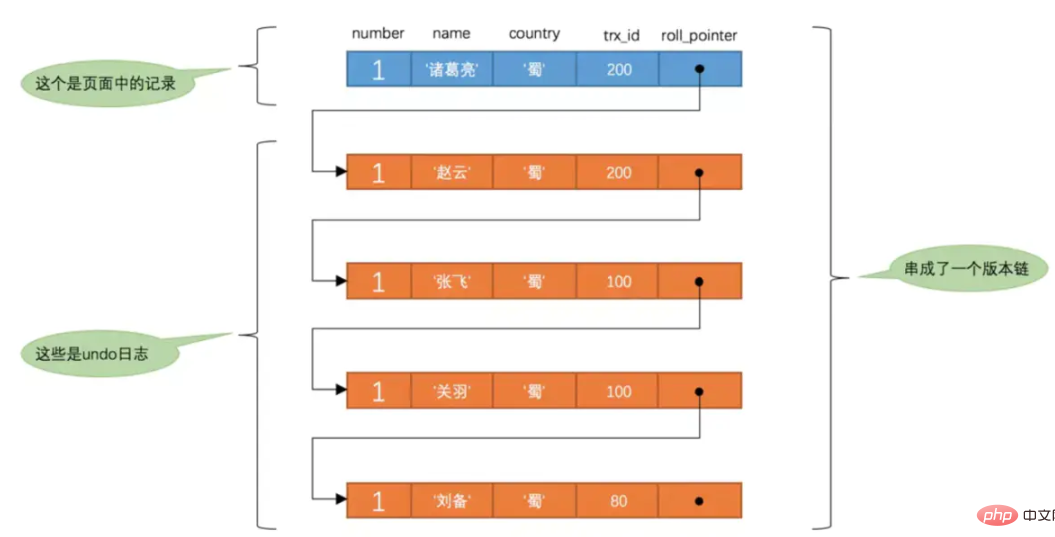 number name country trx_id roll_pointer
1 '诸葛亮' '蜀' 200
这个是页面中的记录
1 '赵云' '蜀' 200
1 '张飞' '蜀' 100
串成了一个版本链
这些是undo日志
1 '关羽' '蜀' 100
1 '刘备' '蜀' 80
php 中文